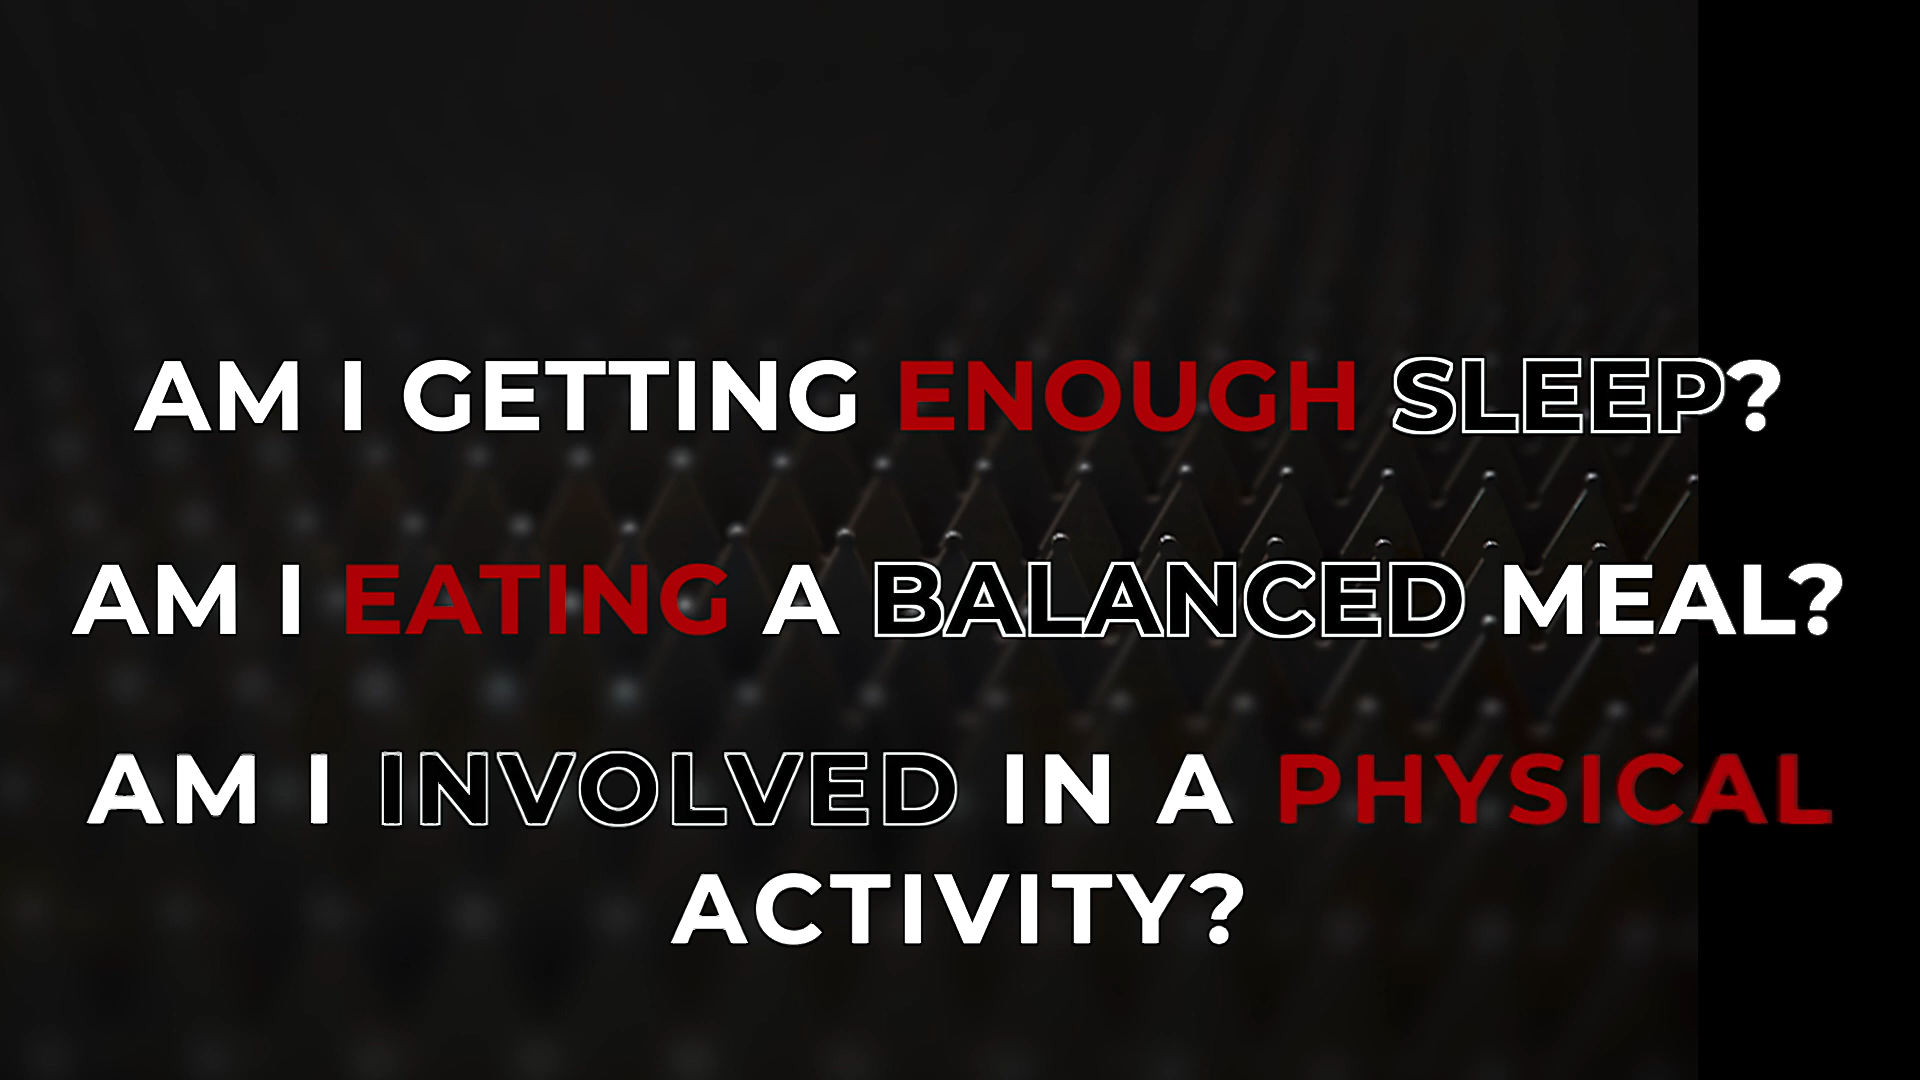 AM I GETTING ENOUGH SLEEP?
AM I EATING A BALANCED MEAL?
AM I INVOLVED IN A PHYSICAL
ACTIVITY?